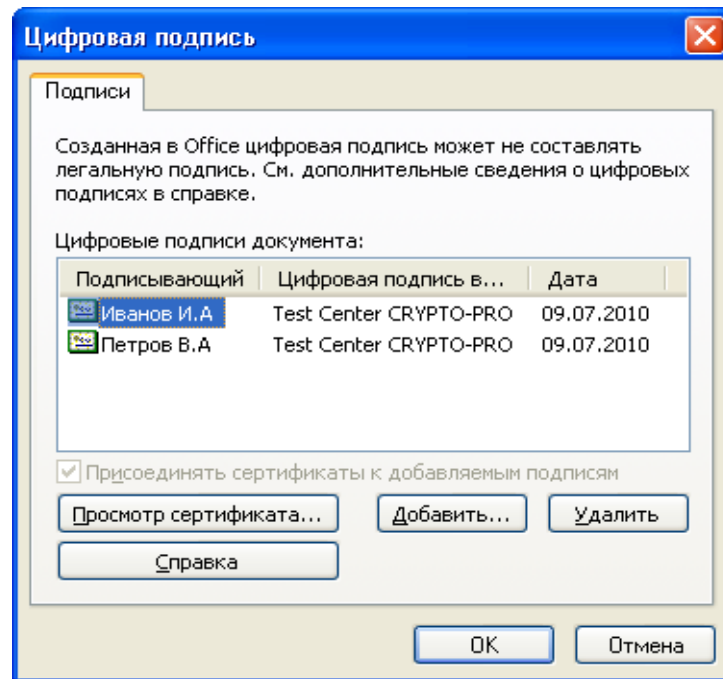 Цифровая подпись
Подписи
Созданная в Office цифровая подпись может не составлять
легальную подпись. См. дополнительные сведения о цифровых
подписях в справке.
Цифровые подписи документа:
Подписывающий Цифровая подпись в... Дата
Иванов И.А Test Center CRYPTO-PRO 09.07.2010
Петров В.А Test Center CRYPTO-PRO 09.07.2010
Присоединять сертификаты к добавляемым подписям
Просмотр сертификата... Добавить... Удалить
Справка
OK Отмена